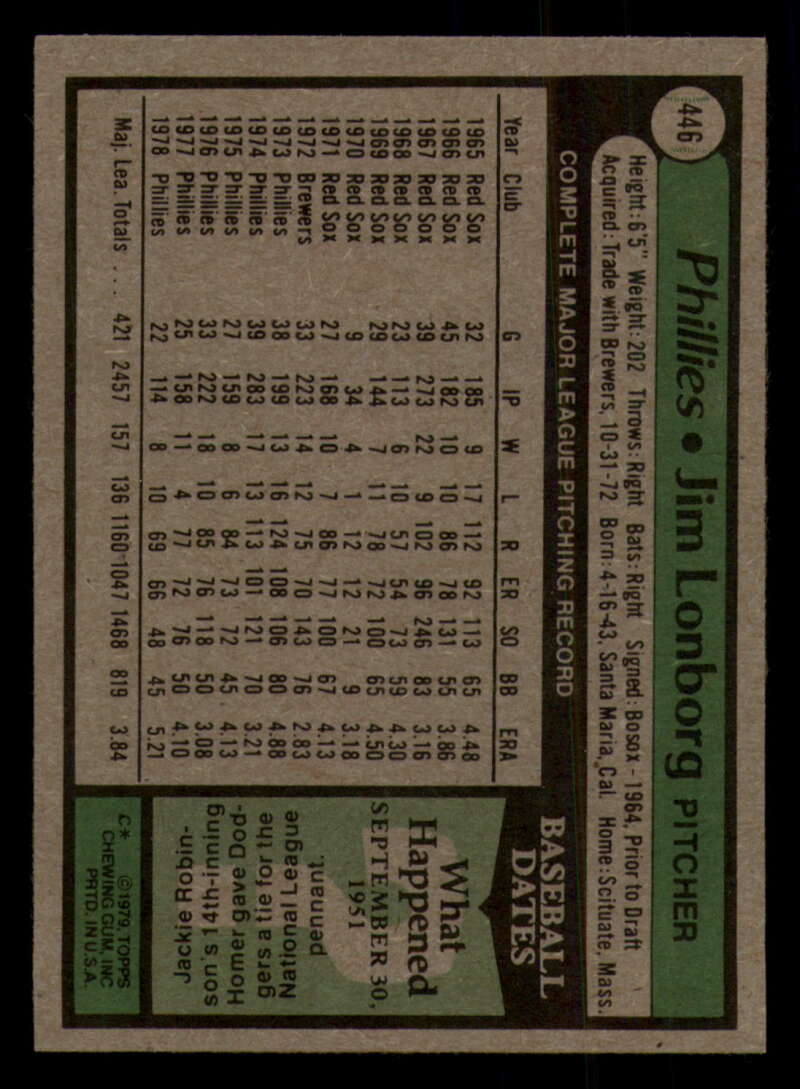 446
Phillies • Jim Lonborg PITCHER
Height: 6'5" Weight: 202 Throws: Right Bats: Right Signed: Bosox - 1964, Prior to Draft
Acquired: Trade with Brewers, 10-31-72 Born: 4-16-43, Santa Maria, Cal. Home: Scituate, Mass.
COMPLETE MAJOR LEAGUE PITCHING RECORD
Year Club G IP W L R ER SO BB ERA
1965 Red Sox 32 185 9 17 112 92 113 65 4.48
1966 Red Sox 45 182 10 10 86 78 131 55 3.86
1967 Red Sox 39 273 22 9 102 96 246 83 3.16
1968 Red Sox 23 113 6 10 57 54 73 59 4.30
1969 Red Sox 29 144 7 11 78 72 100 65 4.50
1970 Red Sox 9 34 4 1 12 12 21 9 3.18
1971 Red Sox 27 168 10 7 86 77 100 67 4.13
1972 Brewers 33 223 14 12 75 70 143 76 2.83
1973 Phillies 38 199 13 16 124 108 106 80 4.88
1974 Phillies 39 283 17 13 113 101 121 70 3.21
1975 Phillies 27 159 8 6 84 73 72 45 4.13
1976 Phillies 33 222 18 10 85 76 118 50 3.08
1977 Phillies 25 158 11 4 77 72 76 50 4.10
1978 Phillies 22 114 8 10 69 66 48 45 5.21
Maj. Lea. Totals . . . 421 2457 157 136 1160 1047 1468 819 3.84
BASEBALL
DATES
What
Happened
SEPTEMBER 30,
1951
Jackie Robin-
son's 14th-inning
Homer gave Dod-
gers a tie for the
National League
pennant.
C* ©1979, TOPPS
CHEWING GUM, INC
PRTD. IN U.S.A.